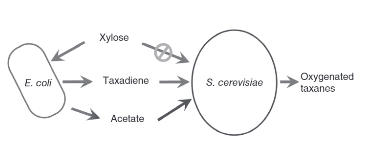 Xylose
E. coli
Taxadiene
S. cerevisiae
Oxygenated
taxanes
Acetate